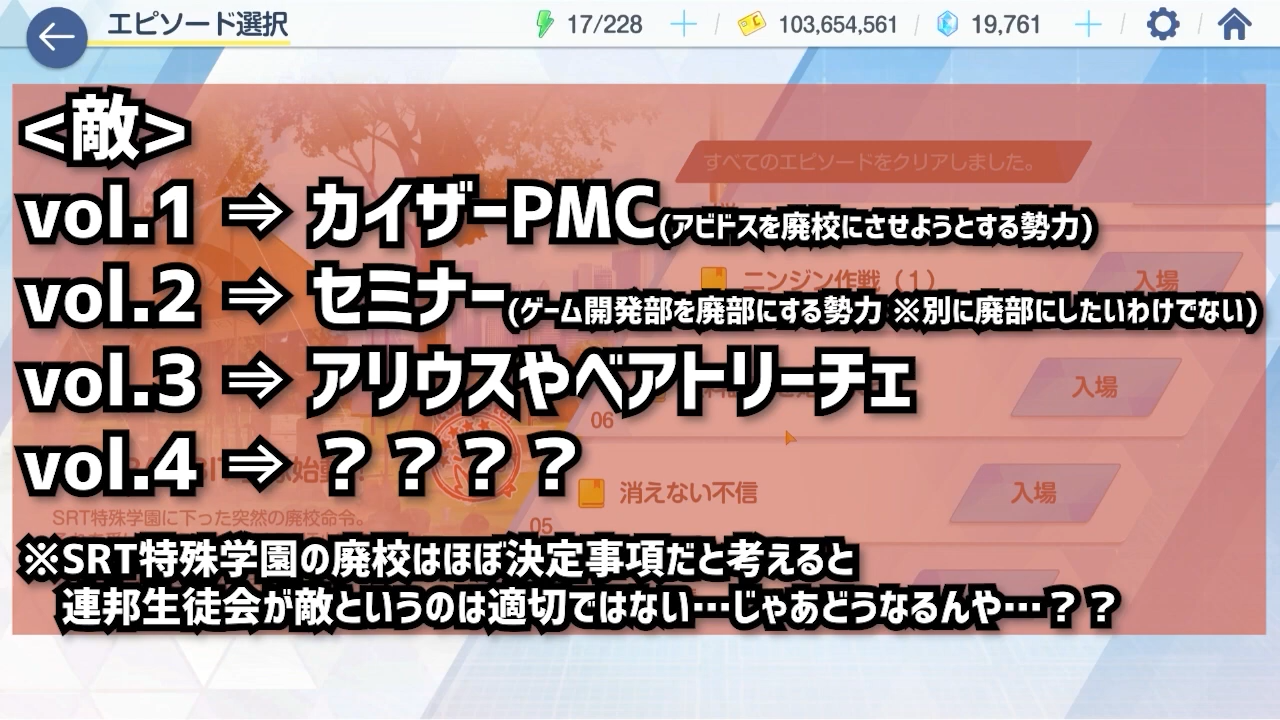 エピソード選択
17/228
103,654,561
19,761
<敵>
すべてのエピソードをクリアしました。
vol.1 ⇒ カイザーPMC(アビドスを廃校にさせようとする勢力)
ニンジン作戦（1）
入場
vol.2 ⇒ セミナー(ゲーム開発部を廃部にする勢力 ※別に廃部にしたいわけでない)
vol.3 ⇒ アリウスやベアトリーチェ
入場
06
vol.4 ⇒ ？？？？
消えない不信
入場
SRT特殊学園に下った突然の廃校命令。
05
※SRT特殊学園の廃校はほぼ決定事項だと考えると
連邦生徒会が敵というのは適切ではない…じゃあどうなるんや…？？